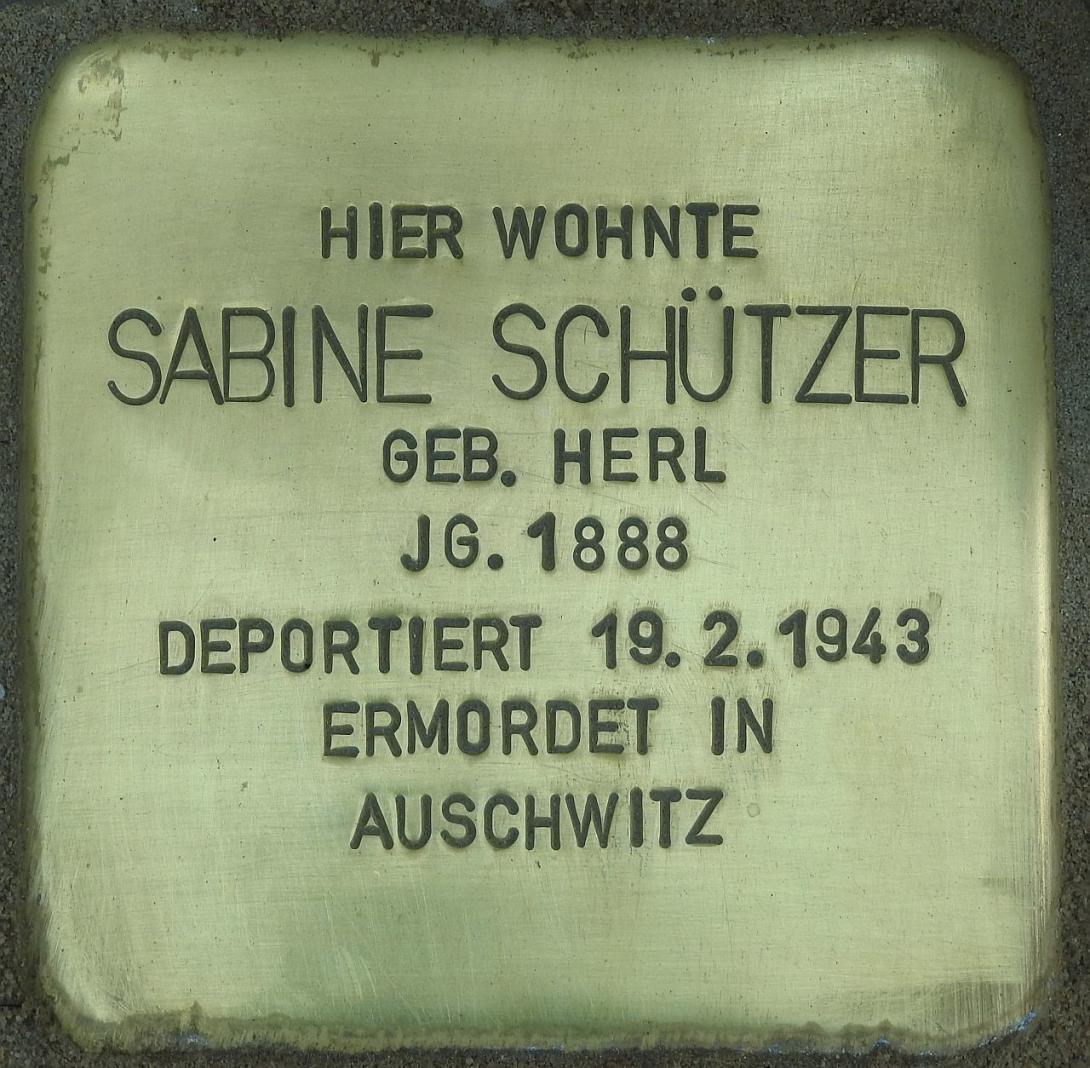 HIER WOHNTE
SABINE SCHÜTZER
GEB. HERL
JG. 1888
DEPORTIERT 19.2.1943
ERMORDET IN
AUSCHWITZ